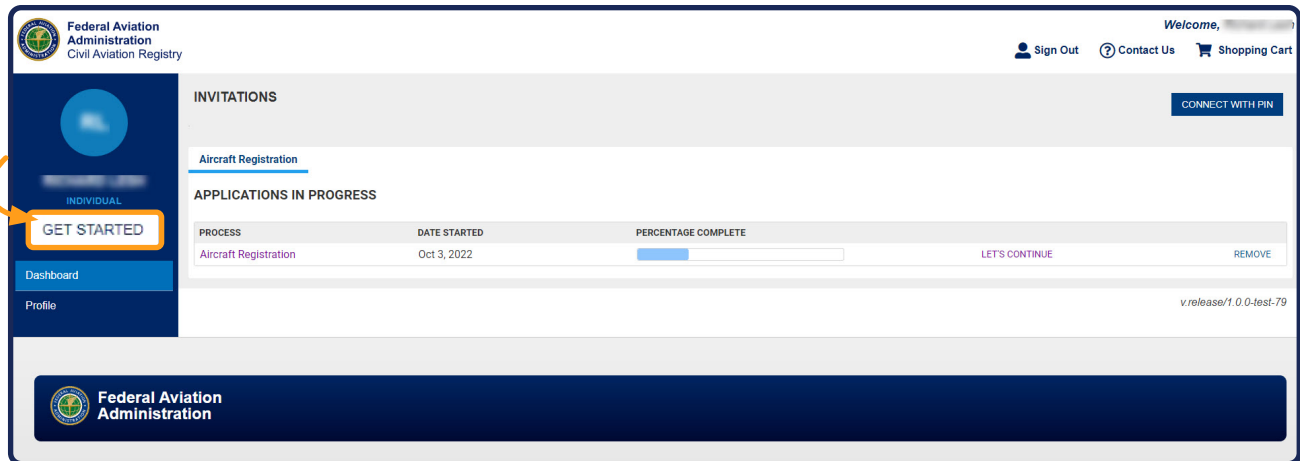 Federal Aviation
Administration
Civil Aviation Registry
Welcome,
Sign Out
Contact Us
Shopping Cart
INVITATIONS
CONNECT WITH PIN
INDIVIDUAL
GET STARTED
Dashboard
Profile
Aircraft Registration
APPLICATIONS IN PROGRESS
PROCESS DATE STARTED PERCENTAGE COMPLETE
Aircraft Registration Oct 3, 2022 LET'S CONTINUE REMOVE
v.release/1.0.0-test-79
Federal Aviation
Administration